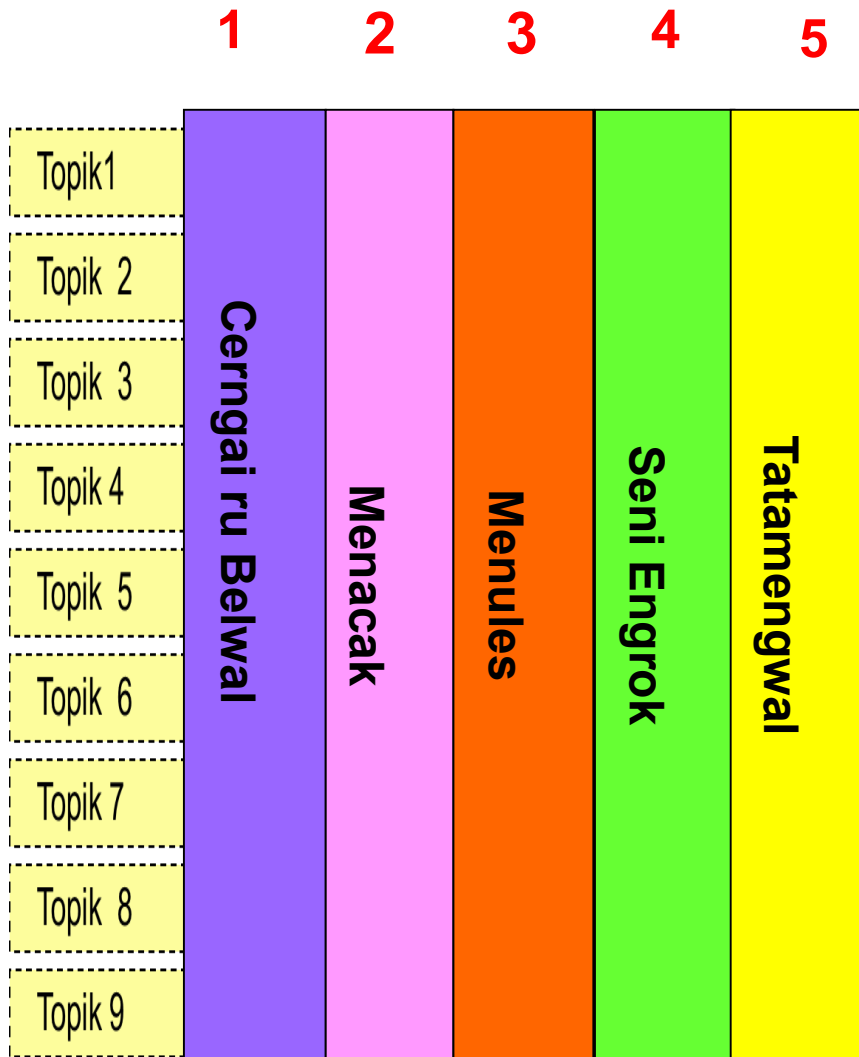 1 2 3 4 5
Topik1
Topik 2
Topik 3
Topik 4
Topik 5
Topik 6
Topik 7
Topik 8
Topik 9
Cerngai ru Belwal
Menacak
Menules
Seni Engrok
Tatamengwal